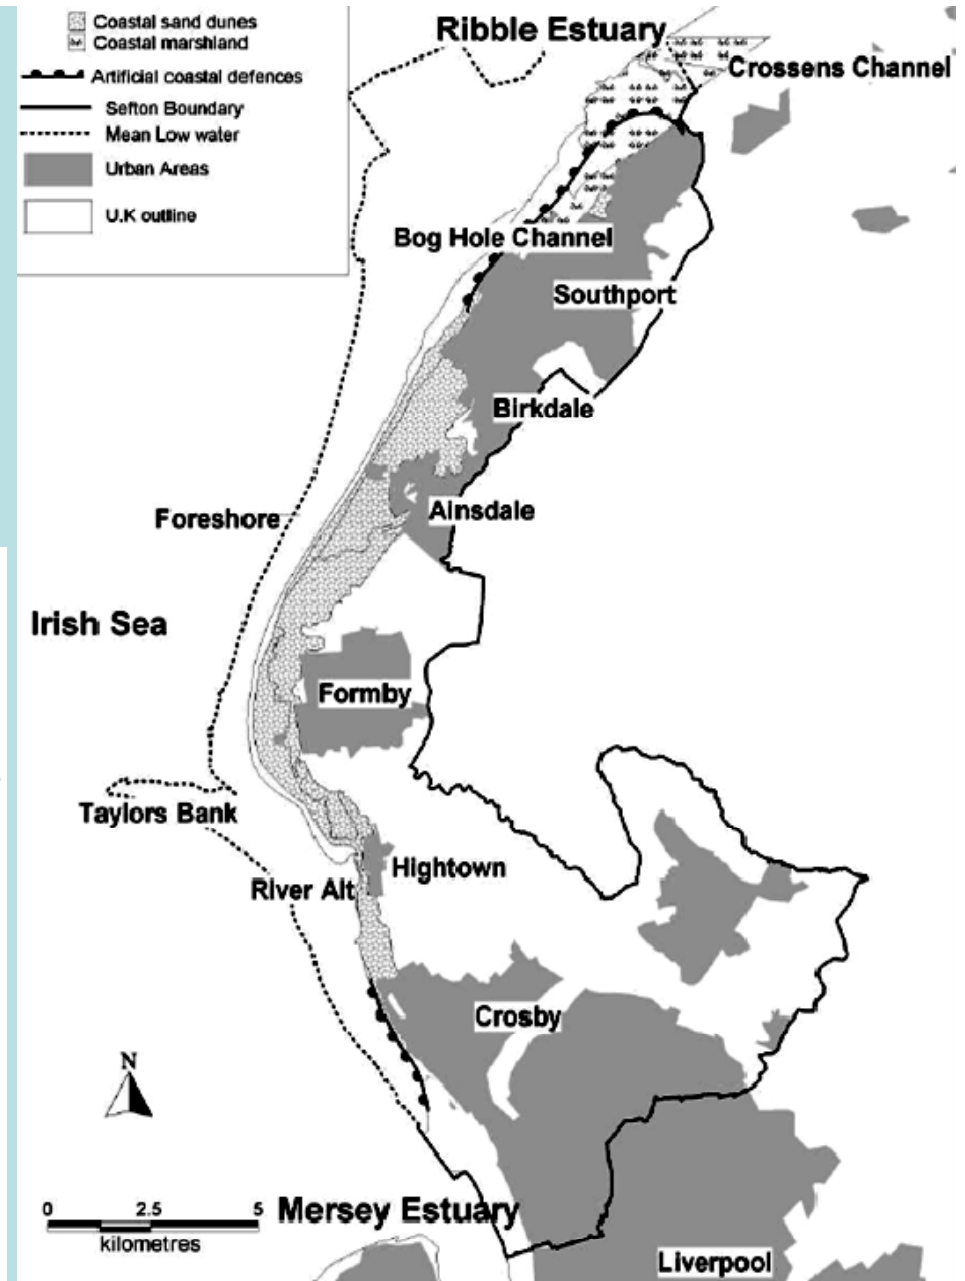 Coastal sand dunes
Coastal marshland
Artificial coastal defences
Sefton Boundary
Mean Low water
Urban Areas
U.K outline
Ribble Estuary
Crossens Channel
Bog Hole Channel
Southport
Birkdale
Ainsdale
Foreshore
Irish Sea
Formby
Taylors Bank
Hightown
River Alt
Crosby
N
0 2.5 5
kilometres
Mersey Estuary
Liverpool